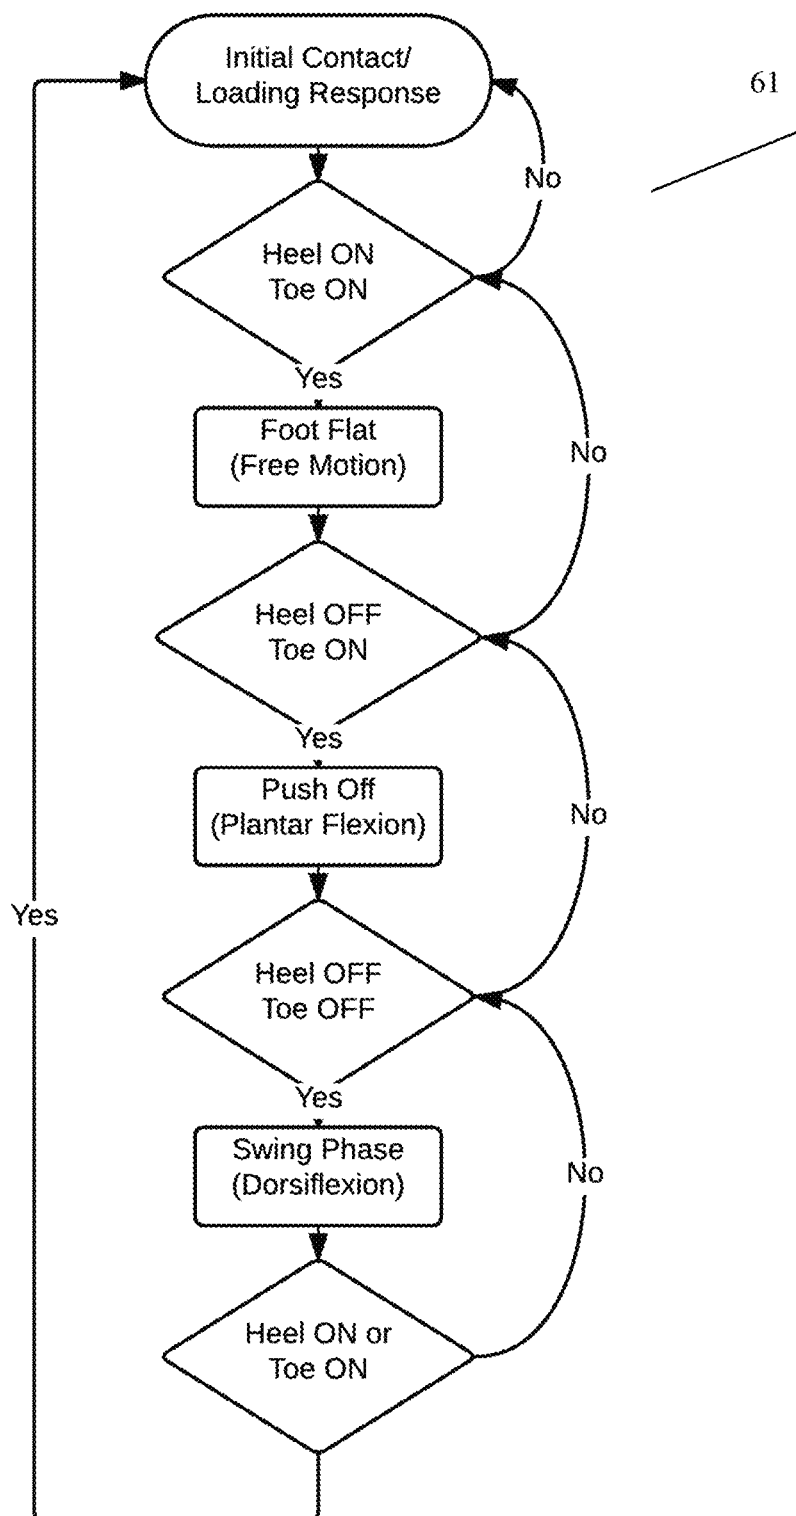 Initial Contact/
Loading Response
61
No
Heel ON
Toe ON
Yes
Foot Flat
(Free Motion)
No
Heel OFF
Toe ON
Yes
Push Off
(Plantar Flexion)
No
Yes
Heel OFF
Toe OFF
Yes
Swing Phase
(Dorsiflexion)
No
Heel ON or
Toe ON